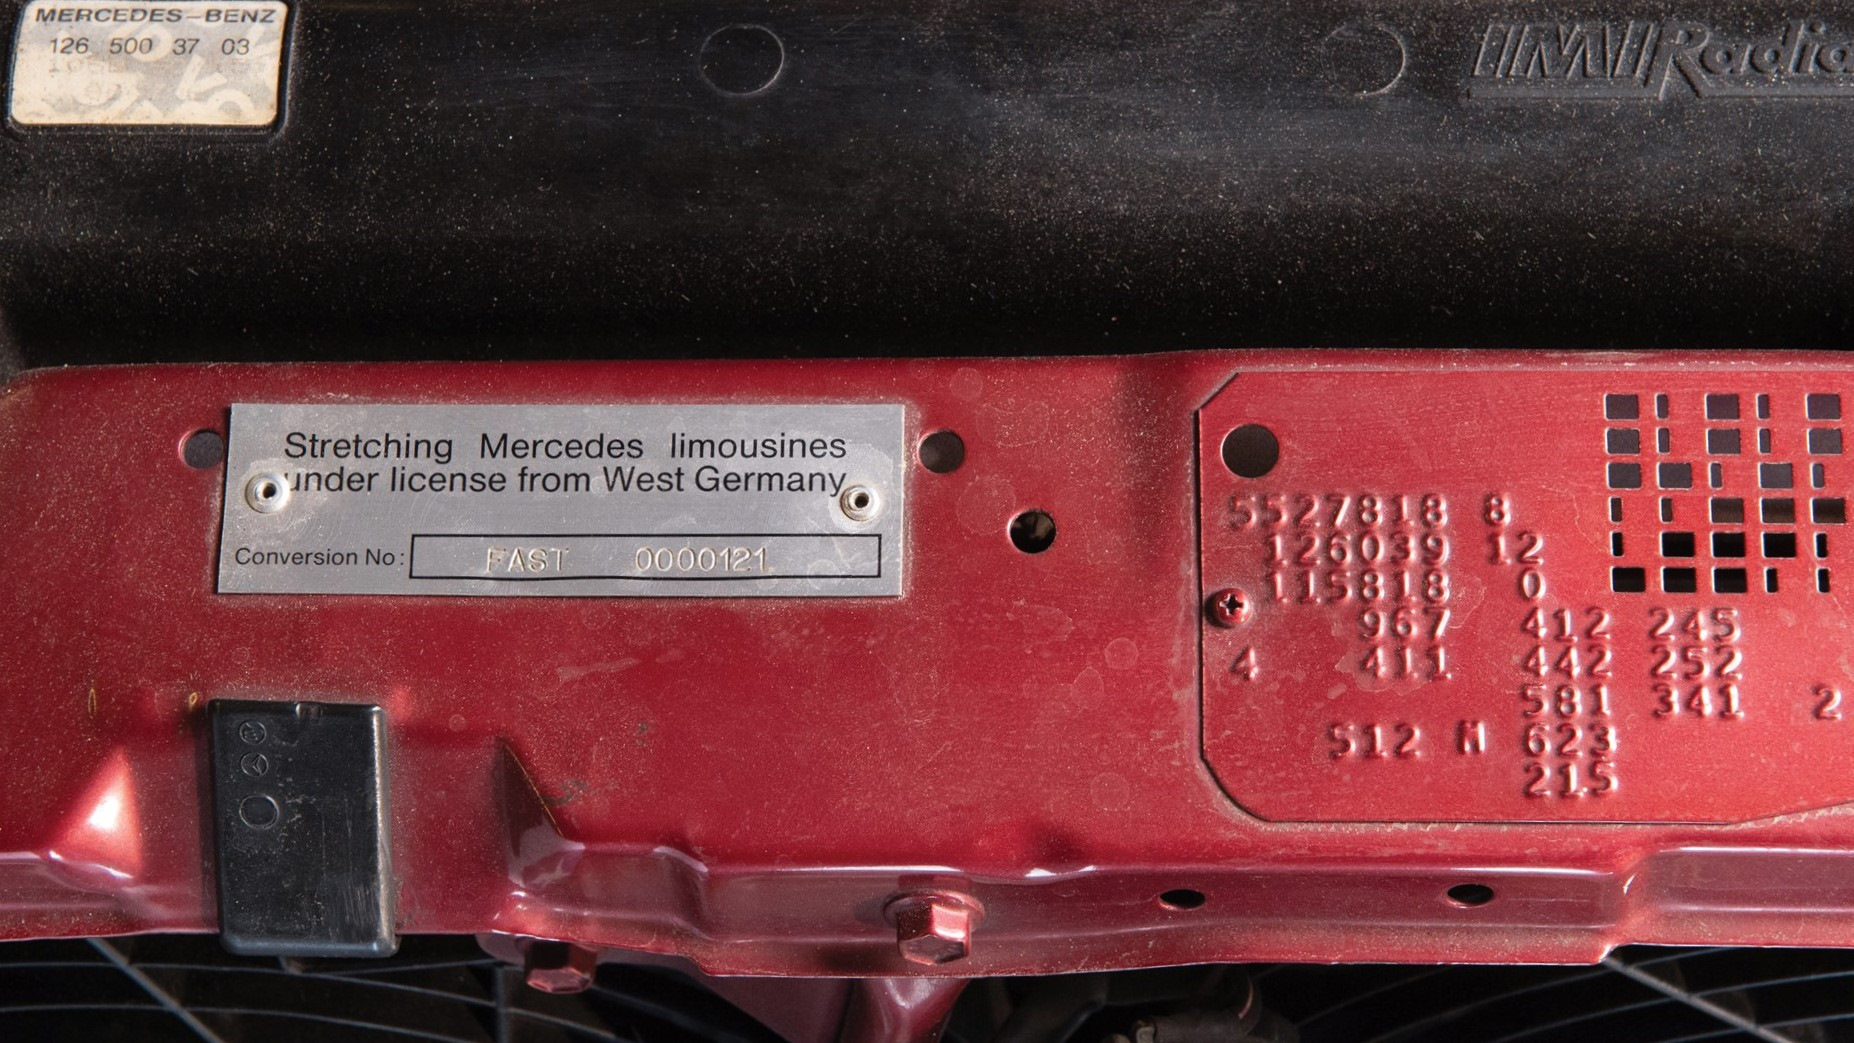 MERCEDES-BENZ
126 500 37 03
Radia
Stretching Mercedes limousines
under license from West Germany
Conversion No: FAST 0000121
5527818 8
126039 12
115818 0
967 412 245
4 411 442 252
581 341 2
512 M 623
215